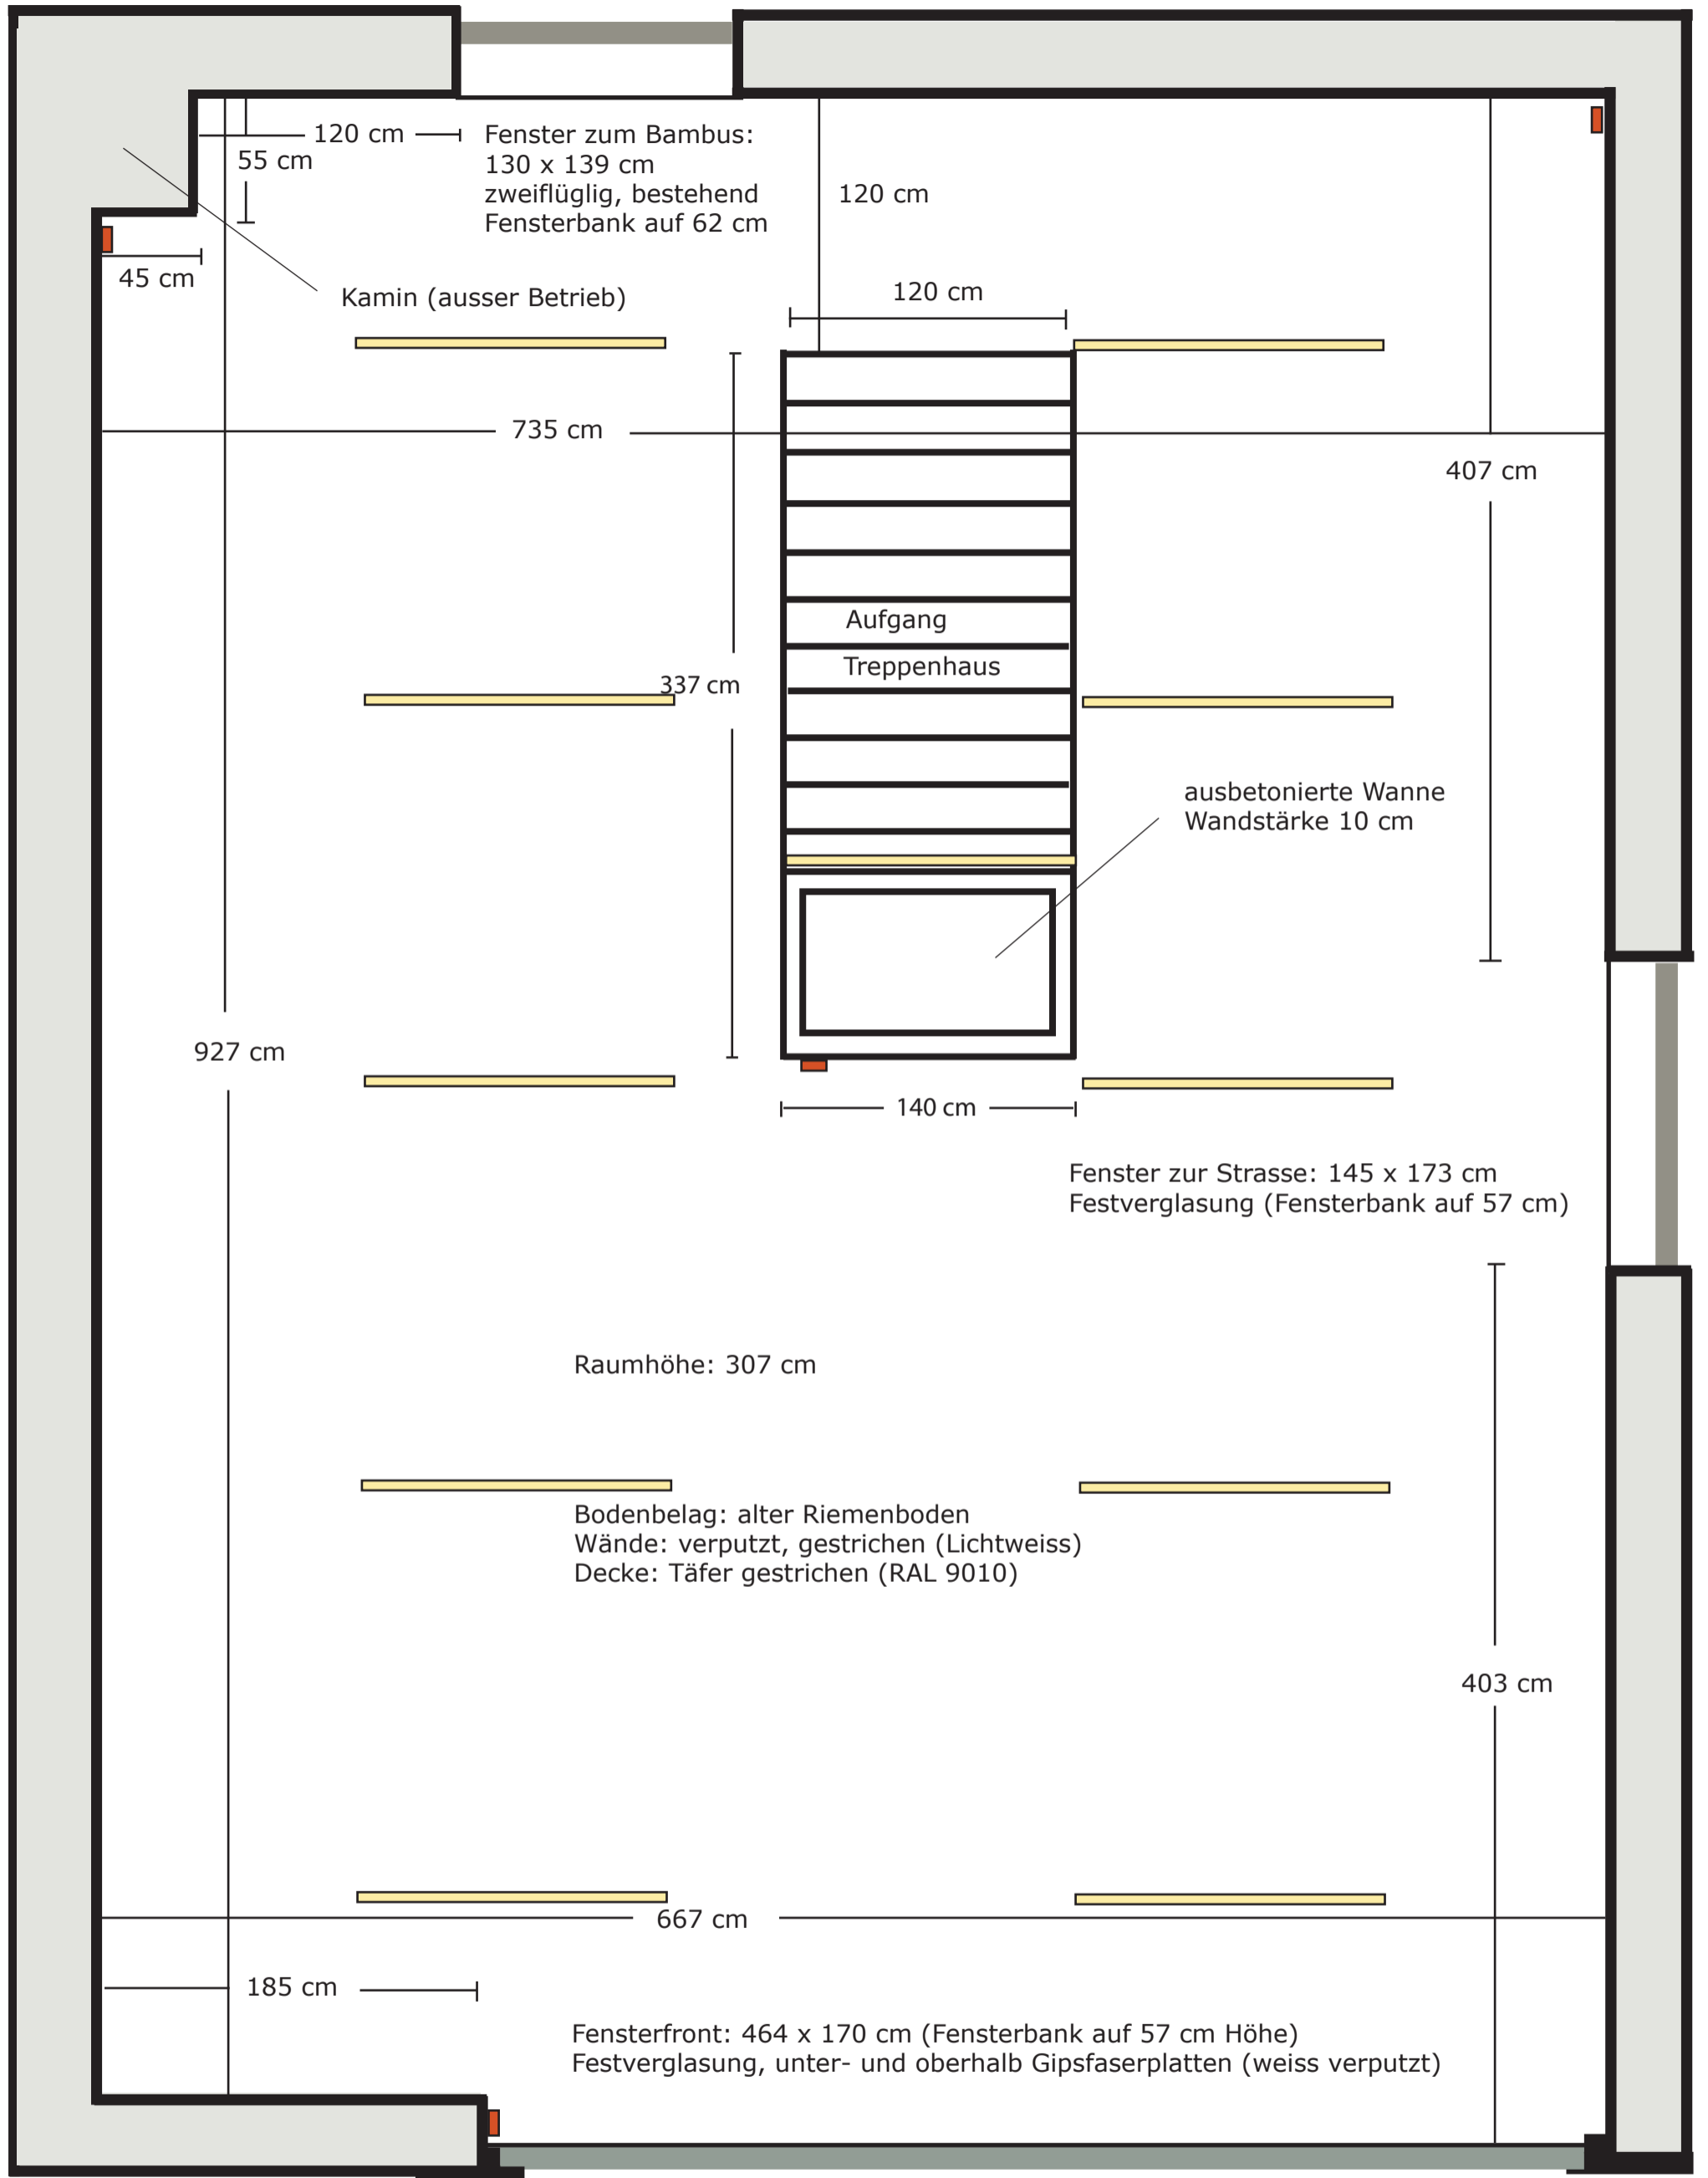 120 cm
55 cm
Fenster zum Bambus:
130 x 139 cm
zweiflüglig, bestehend
Fensterbank auf 62 cm
120 cm
45 cm
Kamin (ausser Betrieb)
120 cm
735 cm
407 cm
Aufgang
Treppenhaus
337 cm
ausbetonierte Wanne
Wandstärke 10 cm
927 cm
140 cm
Fenster zur Strasse: 145 x 173 cm
Festverglasung (Fensterbank auf 57 cm)
Raumhöhe: 307 cm
Bodenbelag: alter Riemenboden
Wände: verputzt, gestrichen (Lichtweiss)
Decke: Täfer gestrichen (RAL 9010)
403 cm
667 cm
185 cm
Fensterfront: 464 x 170 cm (Fensterbank auf 57 cm Höhe)
Festverglasung, unter- und oberhalb Gipsfaserplatten (weiss verputzt)